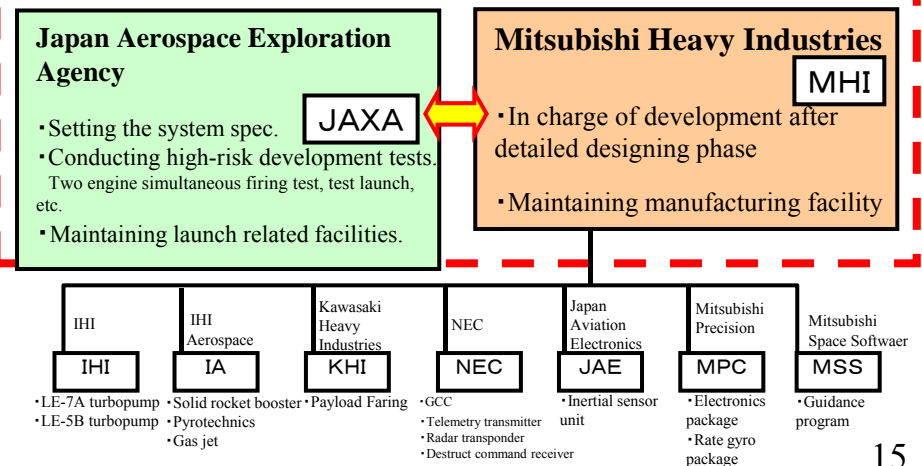 Japan Aerospace Exploration
Agency
JAXA
・Setting the system spec.
・Conducting high-risk development tests.
Two engine simultaneous firing test, test launch,
etc.
・Maintaining launch related facilities.
Mitsubishi Heavy Industries
MHI
・In charge of development after
detailed designing phase
・Maintaining manufacturing facility
IHI
IHI
・LE-7A turbopump
・LE-5B turbopump
IHI
Aerospace
IA
・Solid rocket booster
・Pyrotechnics
・Gas jet
Kawasaki
Heavy
Industries
KHI
・Payload Faring
NEC
NEC
・GCC
・Telemetry transmitter
・Radar transponder
・Destruct command receiver
Japan
Aviation
Electronics
JAE
・Inertial sensor
unit
Mitsubishi
Precision
MPC
・Electronics
package
・Rate gyro
package
Mitsubishi
Space Softwaer
MSS
・Guidance
program
15